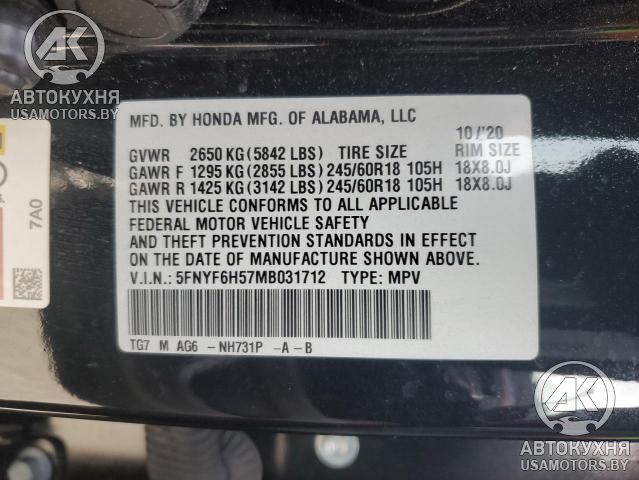 AK
АВТОКУХНЯ
USAMOTORS.BY
7A0
MFD. BY HONDA MFG. OF ALABAMA, LLC
10/'20
GVWR 2650 KG (5842 LBS) TIRE SIZE RIM SIZE
GAWR F 1295 KG (2855 LBS) 245/60R18 105H 18X8.0J
GAWR R 1425 KG (3142 LBS) 245/60R18 105H 18X8.0J
THIS VEHICLE CONFORMS TO ALL APPLICABLE
FEDERAL MOTOR VEHICLE SAFETY
AND THEFT PREVENTION STANDARDS IN EFFECT
ON THE DATE OF MANUFACTURE SHOWN ABOVE.
V.I.N.: 5FNYF6H57MB031712 TYPE: MPV
TG7 M AG6 -NH731P -A -B
AK
АВТОКУХНЯ
USAMOTORS.BY